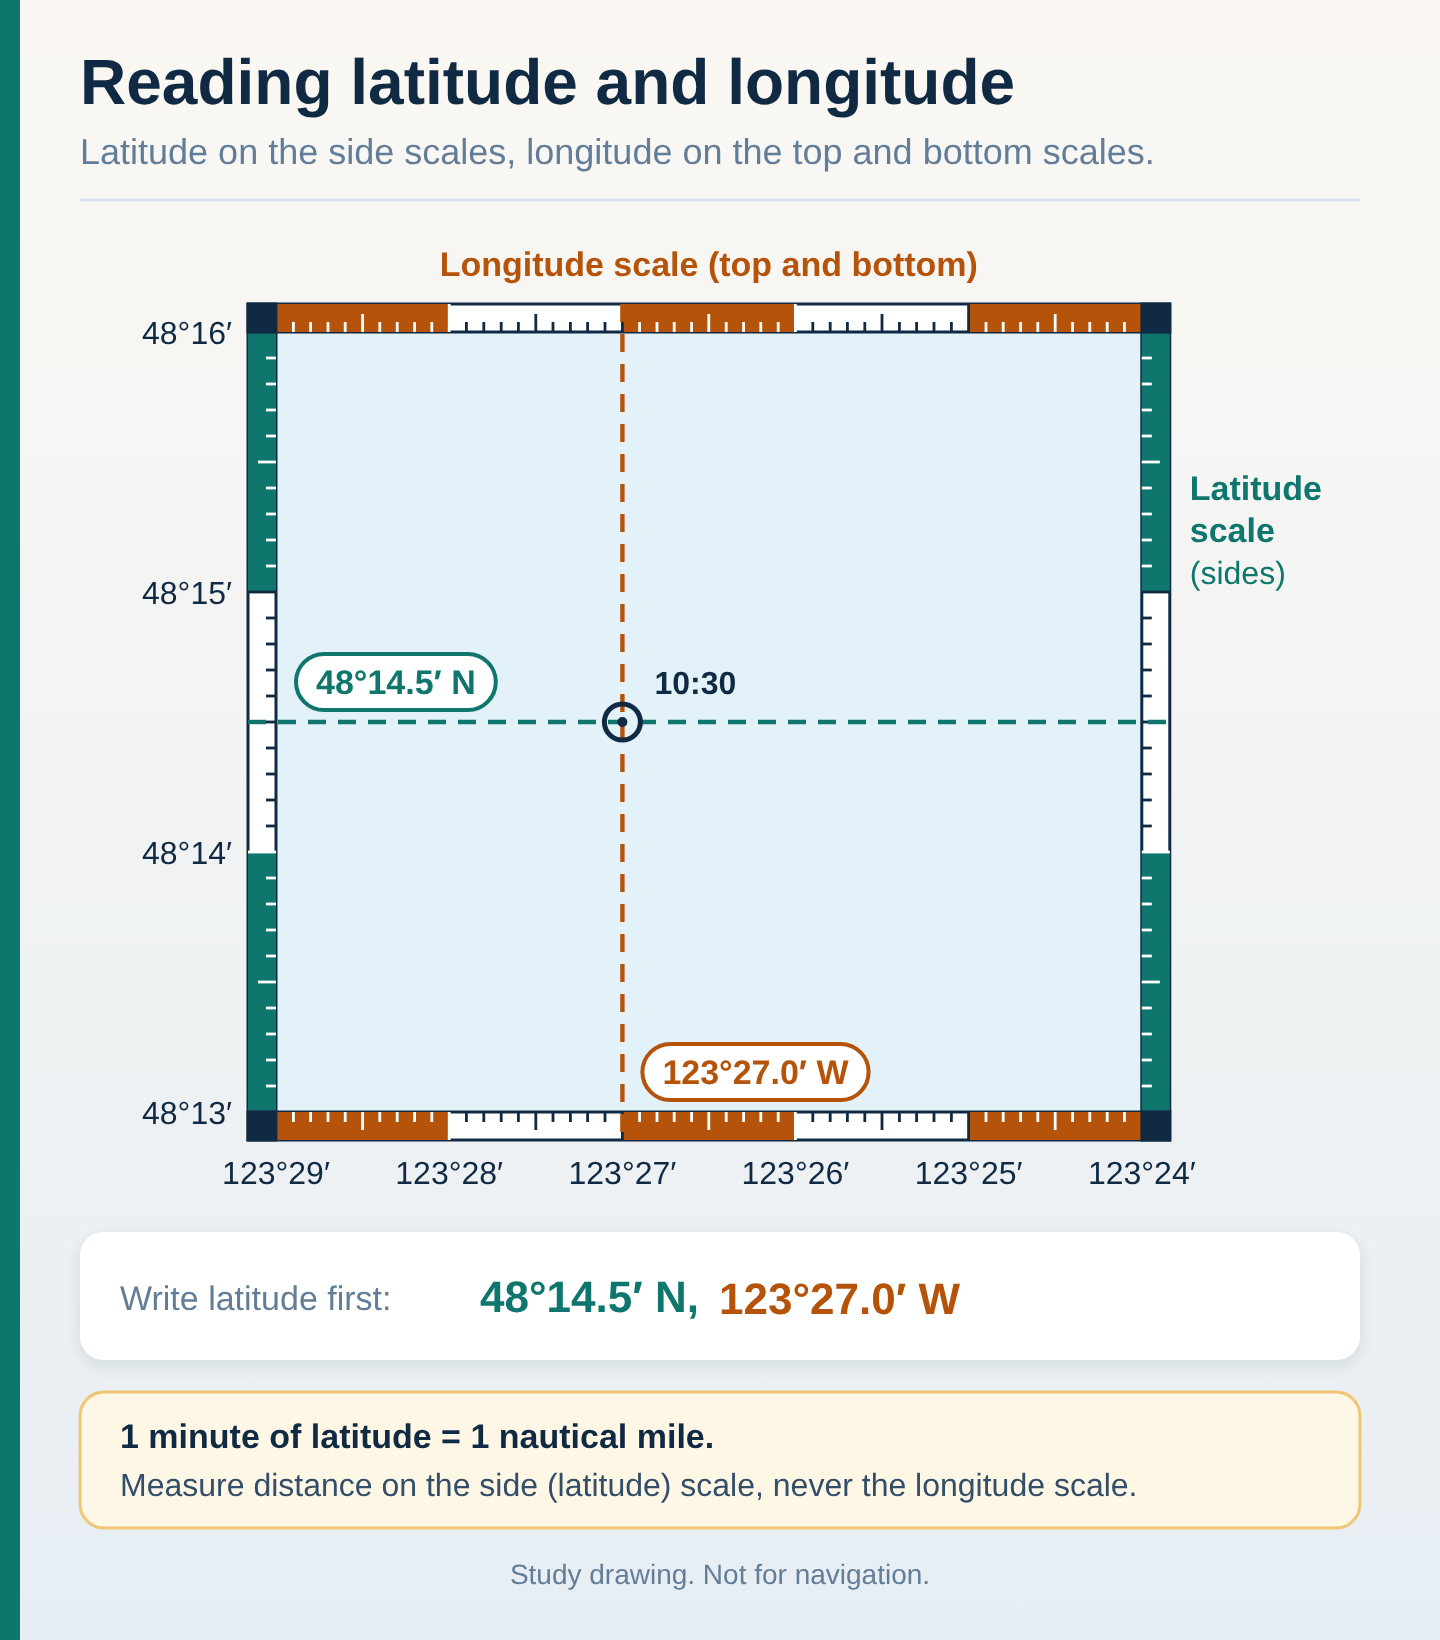 Reading latitude and longitude
Latitude on the side scales, longitude on the top and bottom scales.
Longitude scale (top and bottom)
48°16′
Latitude
scale
(sides)
48°15′
48°14.5′ N
10:30
48°14′
123°27.0′ W
48°13′
123°29′ 123°28′ 123°27′ 123°26′ 123°25′ 123°24′
Write latitude first: 48°14.5′ N, 123°27.0′ W
1 minute of latitude = 1 nautical mile.
Measure distance on the side (latitude) scale, never the longitude scale.
Study drawing. Not for navigation.